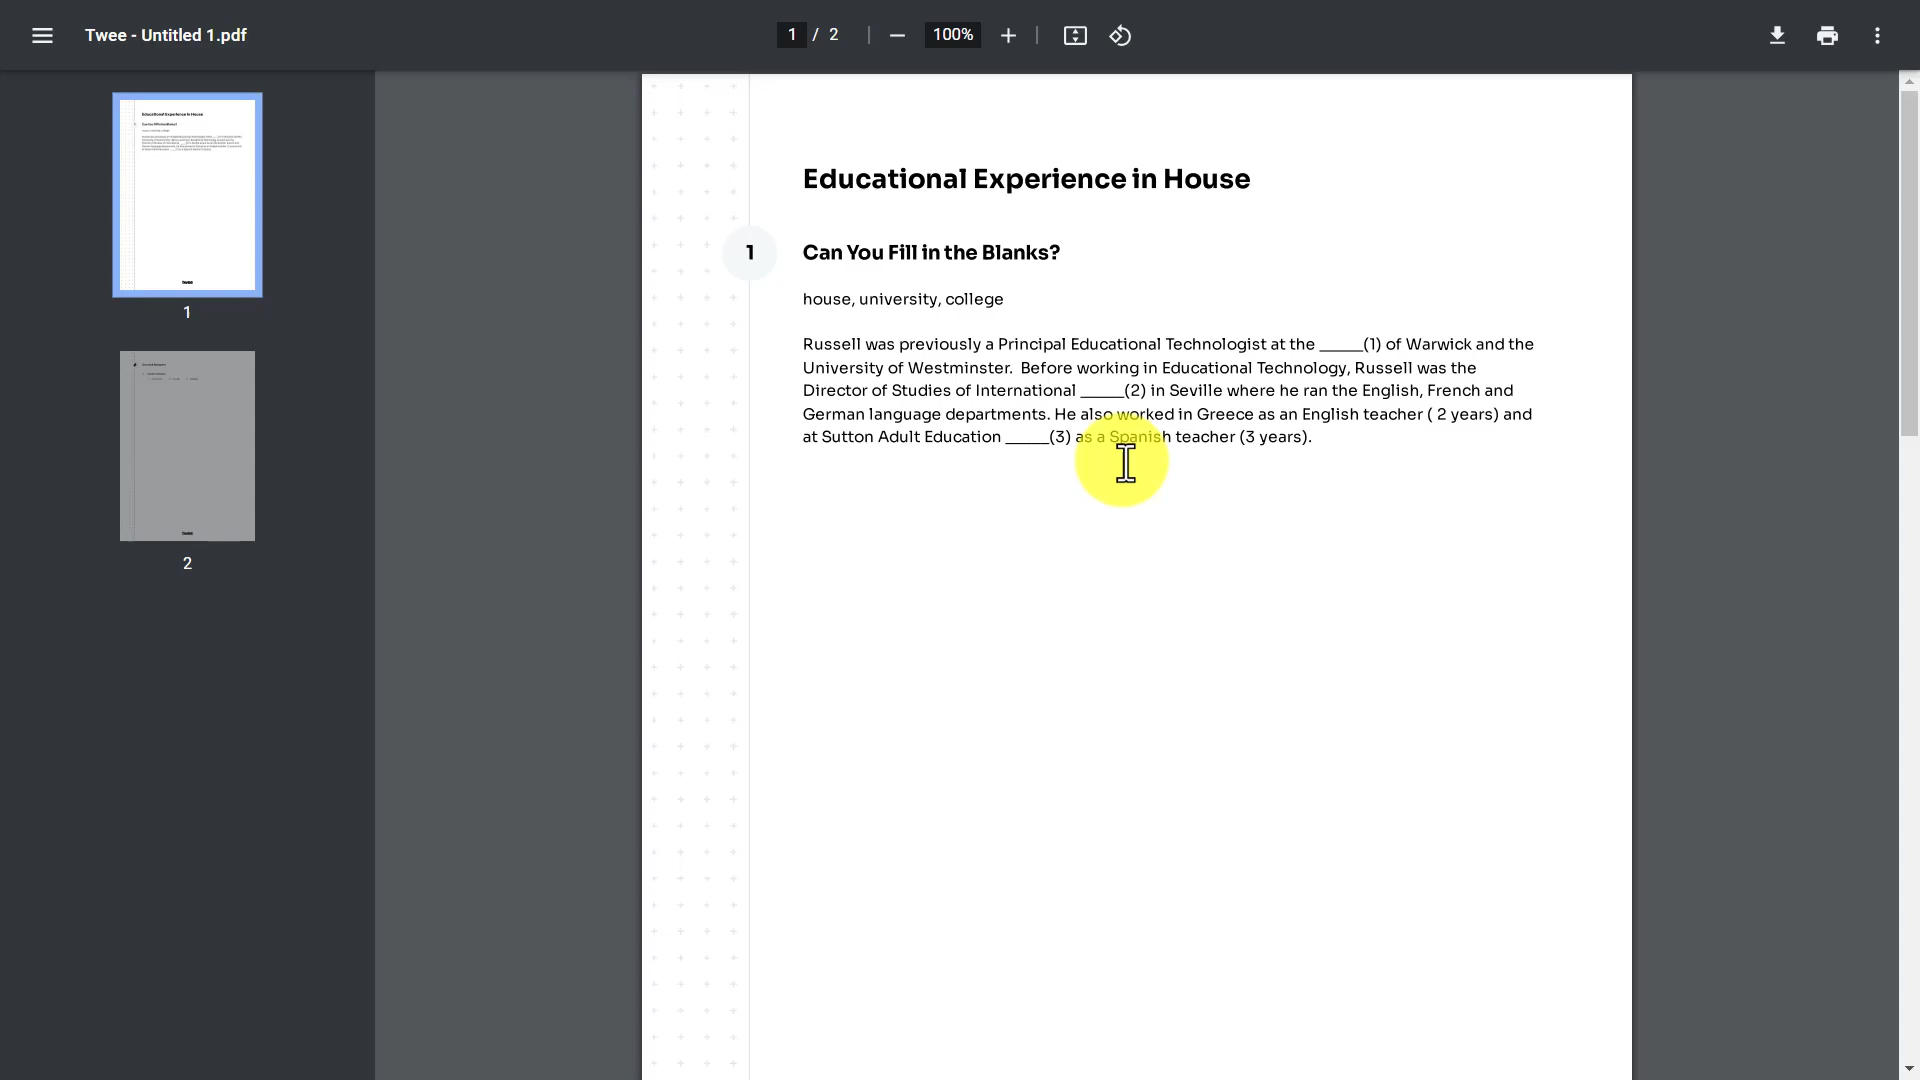 Twee - Untitled 1.pdf
1 / 2
100%
1
2
Educational Experience in House
1
Can You Fill in the Blanks?
house, university, college
Russell was previously a Principal Educational Technologist at the _____(1) of Warwick and the
University of Westminster.  Before working in Educational Technology, Russell was the
Director of Studies of International _____(2) in Seville where he ran the English, French and
German language departments. He also worked in Greece as an English teacher ( 2 years) and
at Sutton Adult Education _____(3) as a Spanish teacher (3 years).